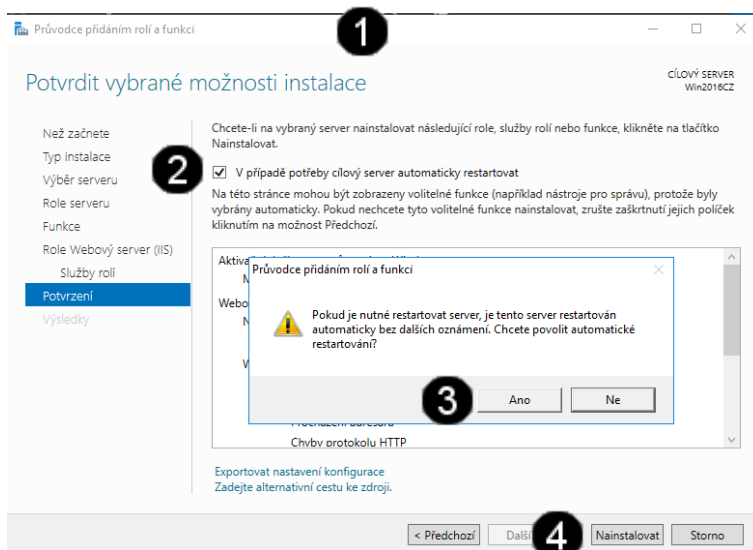 Průvodce přidáním rolí a funkcí
1
Potvrdit vybrané možnosti instalace
CÍLOVÝ SERVER
Win2016CZ
Než začnete
Typ instalace
Výběr serveru
Role serveru
Funkce
Role Webový server (IIS)
Služby rolí
Potvrzení
Výsledky
Chcete-li na vybraný server nainstalovat následující role, služby rolí nebo funkce, klikněte na tlačítko
Nainstalovat.
2
V případě potřeby cílový server automaticky restartovat
Na této stránce mohou být zobrazeny volitelné funkce (například nástroje pro správu), protože byly
vybrány automaticky. Pokud nechcete tyto volitelné funkce nainstalovat, zrušte zaškrtnutí jejich políček
kliknutím na možnost Předchozí.
Průvodce přidáním rolí a funkcí
Pokud je nutné restartovat server, je tento server restartován
automaticky bez dalších oznámení. Chcete povolit automatické
restartování?
3
Ano
Ne
Chyby protokolu HTTP
Exportovat nastavení konfigurace
Zadejte alternativní cestu ke zdroji.
< Předchozí
Další
4
Nainstalovat
Storno